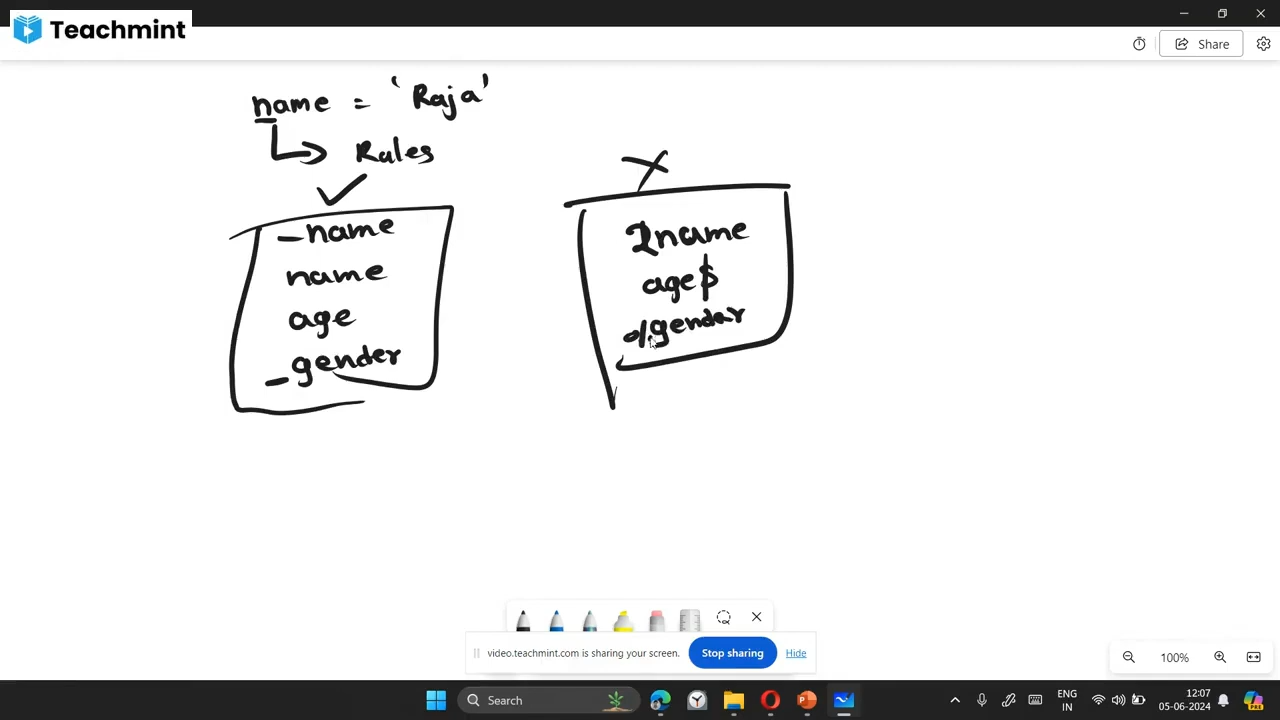 Teachmint
Share
name = 'Raja'
Rules
_name
name
age
_gender
2name
age$
%gender
video.teachmint.com is sharing your screen.
Stop sharing
Hide
100%
Search
ENG
IN
12:07
05-06-2024